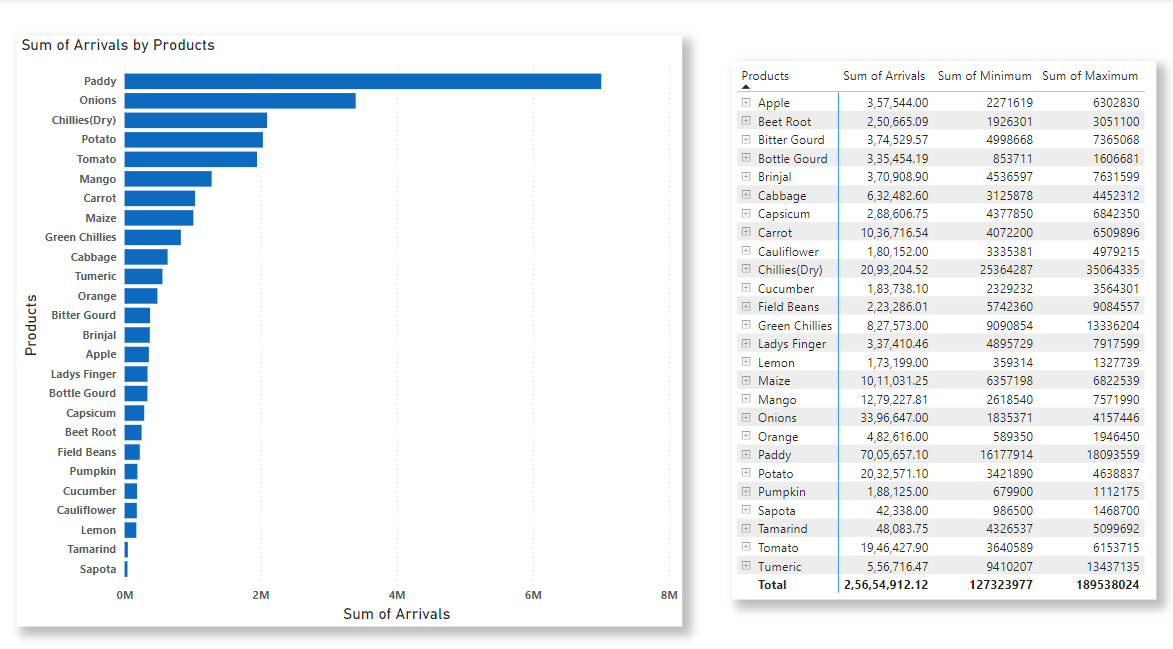 Sum of Arrivals by Products
Products
Paddy
Onions
Chillies(Dry)
Potato
Tomato
Mango
Carrot
Maize
Green Chillies
Cabbage
Tumeric
Orange
Bitter Gourd
Brinjal
Apple
Ladys Finger
Bottle Gourd
Capsicum
Beet Root
Field Beans
Pumpkin
Cucumber
Cauliflower
Lemon
Tamarind
Sapota
0M 2M 4M 6M 8M
Sum of Arrivals
Products Sum of Arrivals Sum of Minimum Sum of Maximum
Apple 3,57,544.00 2271619 6302830
Beet Root 2,50,665.09 1926301 3051100
Bitter Gourd 3,74,529.57 4998668 7365068
Bottle Gourd 3,35,454.19 853711 1606681
Brinjal 3,70,908.90 4536597 7631599
Cabbage 6,32,482.60 3125878 4452312
Capsicum 2,88,606.75 4377850 6842350
Carrot 10,36,716.54 4072200 6509896
Cauliflower 1,80,152.00 3335381 4979215
Chillies(Dry) 20,93,204.52 25364287 35064335
Cucumber 1,83,738.10 2329232 3564301
Field Beans 2,23,286.01 5742360 9084557
Green Chillies 8,27,573.00 9090854 13336204
Ladys Finger 3,37,410.46 4895729 7917599
Lemon 1,73,199.00 359314 1327739
Maize 10,11,031.25 6357198 6822539
Mango 12,79,227.81 2618540 7571990
Onions 33,96,647.00 1835371 4157446
Orange 4,82,616.00 589350 1946450
Paddy 70,05,657.10 16177914 18093559
Potato 20,32,571.10 3421890 4638837
Pumpkin 1,88,125.00 679900 1112175
Sapota 42,338.00 986500 1468700
Tamarind 48,083.75 4326537 5099692
Tomato 19,46,427.90 3640589 6153715
Tumeric 5,56,716.47 9410207 13437135
Total 2,56,54,912.12 127323977 189538024